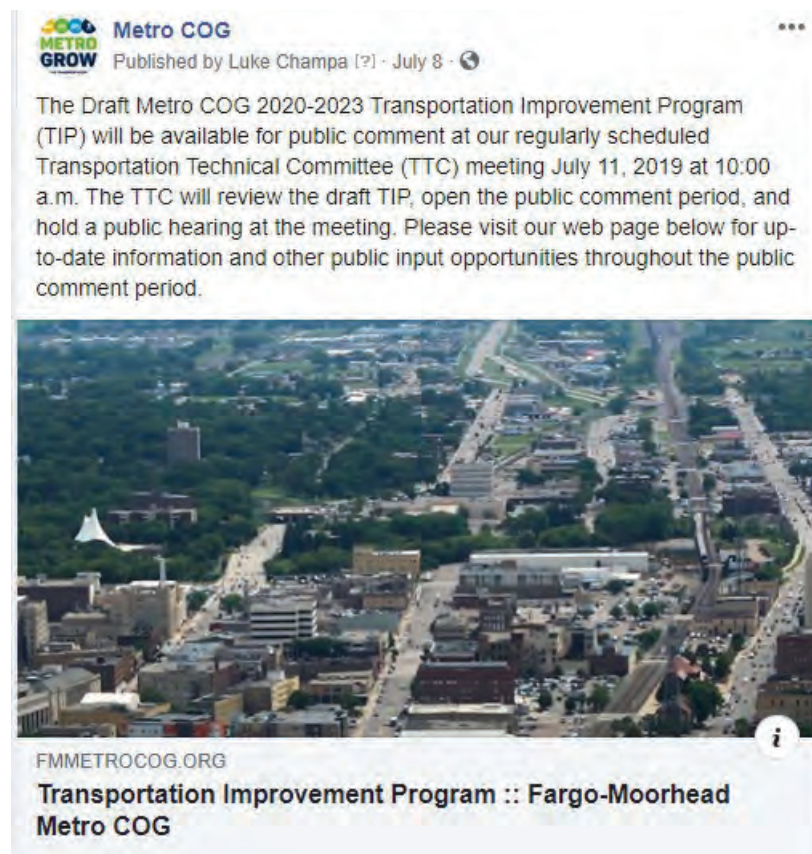 Metro COG
METRO
GROW
Published by Luke Champa [?] · July 8 ·
The Draft Metro COG 2020-2023 Transportation Improvement Program
(TIP) will be available for public comment at our regularly scheduled
Transportation Technical Committee (TTC) meeting July 11, 2019 at 10:00
a.m. The TTC will review the draft TIP, open the public comment period, and
hold a public hearing at the meeting. Please visit our web page below for up-
to-date information and other public input opportunities throughout the public
comment period.
i
FMMETROCOG.ORG
Transportation Improvement Program :: Fargo-Moorhead
Metro COG